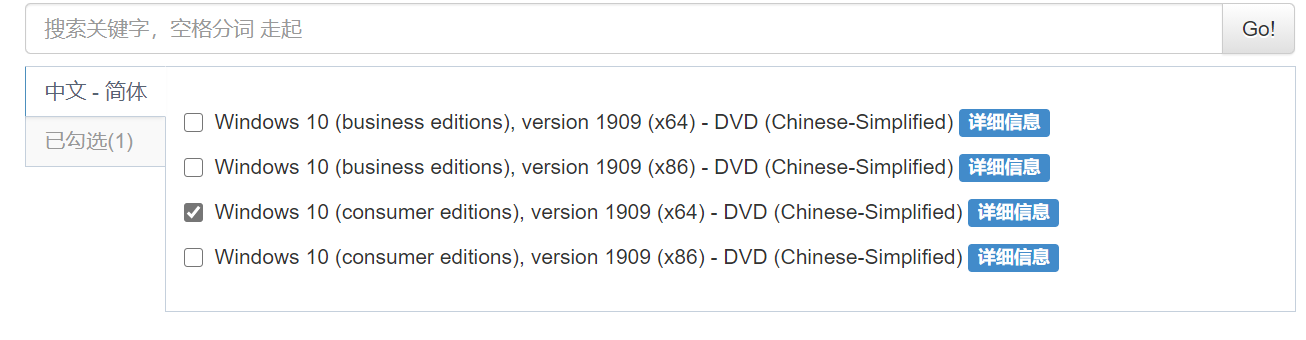 搜索关键字，空格分词 走起
Go!
中文 - 简体
已勾选(1)
Windows 10 (business editions), version 1909 (x64) - DVD (Chinese-Simplified) 详细信息
Windows 10 (business editions), version 1909 (x86) - DVD (Chinese-Simplified) 详细信息
Windows 10 (consumer editions), version 1909 (x64) - DVD (Chinese-Simplified) 详细信息
Windows 10 (consumer editions), version 1909 (x86) - DVD (Chinese-Simplified) 详细信息